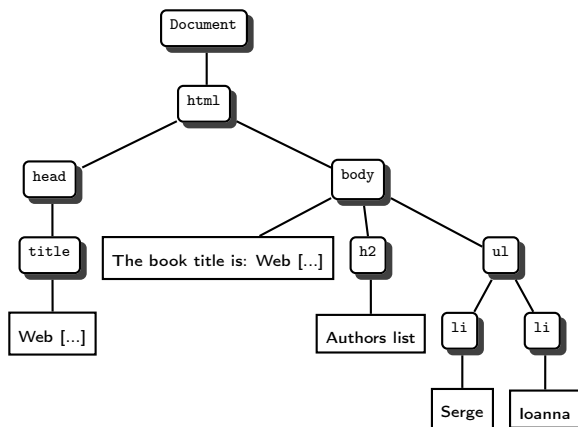 Document
html
head
body
title
The book title is: Web [...]
h2
ul
Web [...]
Authors list
li
li
Serge
Ioanna